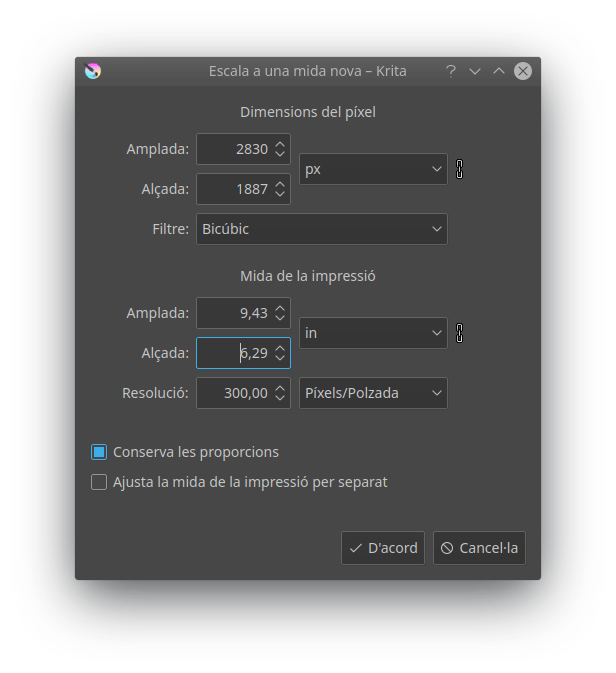 Escala a una mida nova – Krita
Dimensions del píxel
Amplada: 2830
px
Alçada: 1887
Filtre: Bicúbic
Mida de la impressió
Amplada: 9,43
in
Alçada: 6,29
Resolució: 300,00 Píxels/Polzada
Conserva les proporcions
Ajusta la mida de la impressió per separat
D'acord Cancel·la